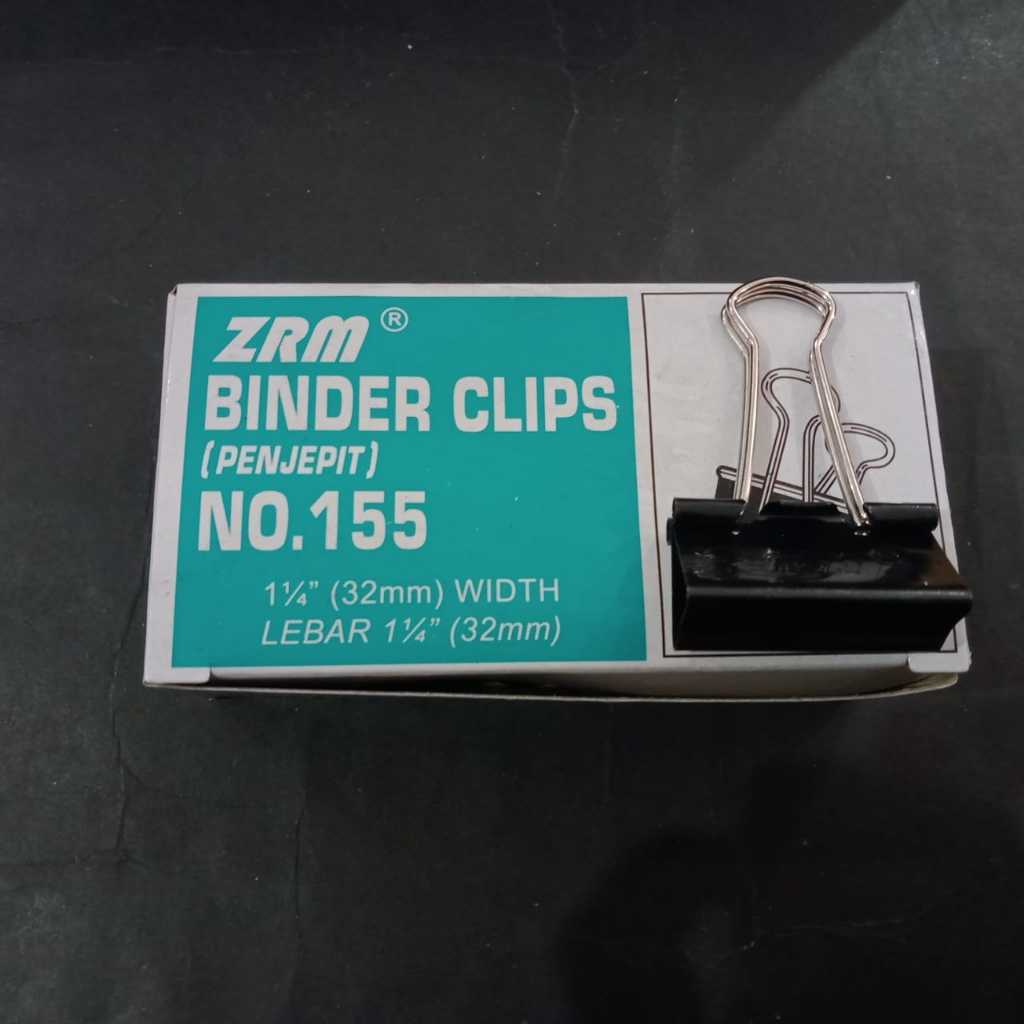 ZRM®
BINDER CLIPS
(PENJEPIT)
NO.155
1¼” (32mm) WIDTH
LEBAR 1¼” (32mm)